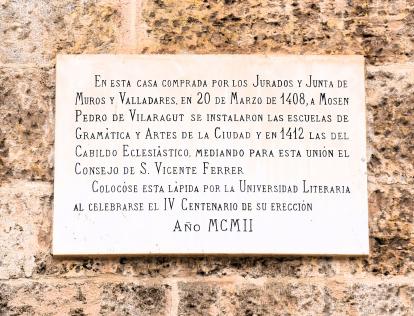 En esta casa comprada por los Jurados y Junta de
Muros y Valladares, en 20 de Marzo de 1408, a Mosen
Pedro de Vilaragut se instalaron las escuelas de
Gramática y Artes de la Ciudad y en 1412 las del
Cabildo Eclesiástico, mediando para esta unión el
Consejo de S. Vicente Ferrer
Colocóse esta lápida por la Universidad Literaria
al celebrarse el IV Centenario de su erección
Año MCMII